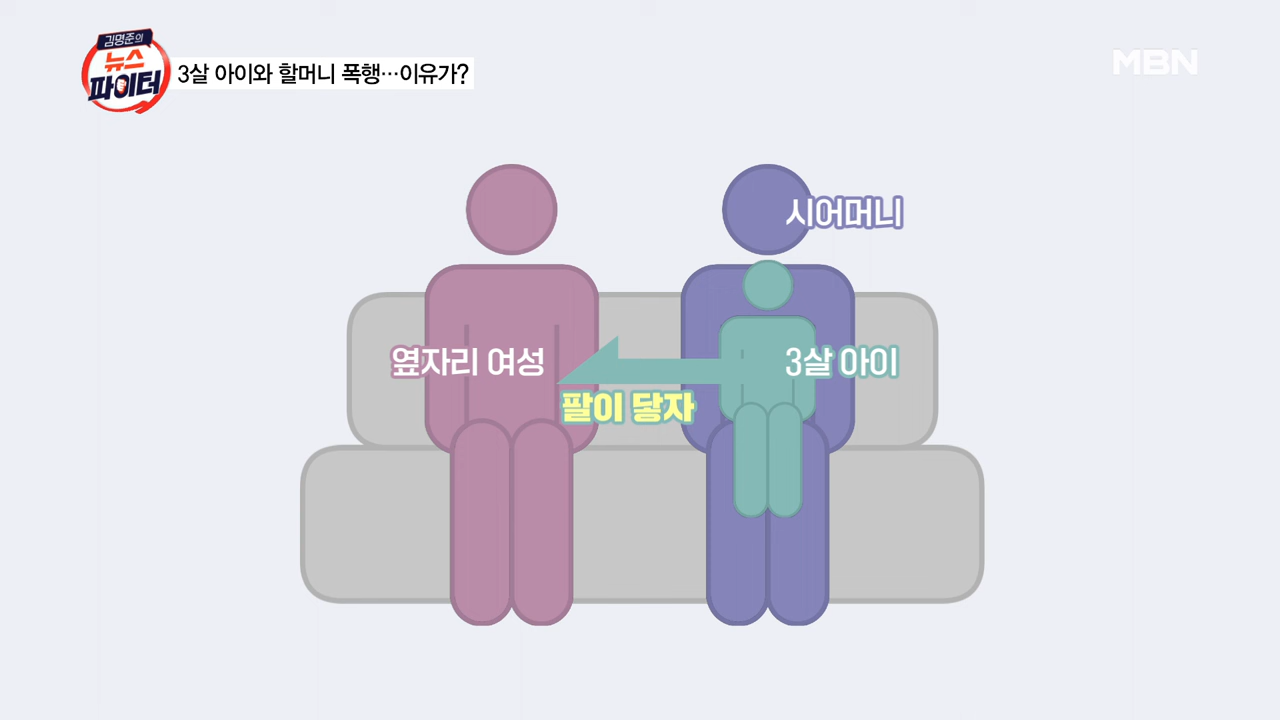 김명준의
뉴스
파이터
3살 아이와 할머니 폭행…이유가?
MBN
시어머니
옆자리 여성
3살 아이
팔이 닿자